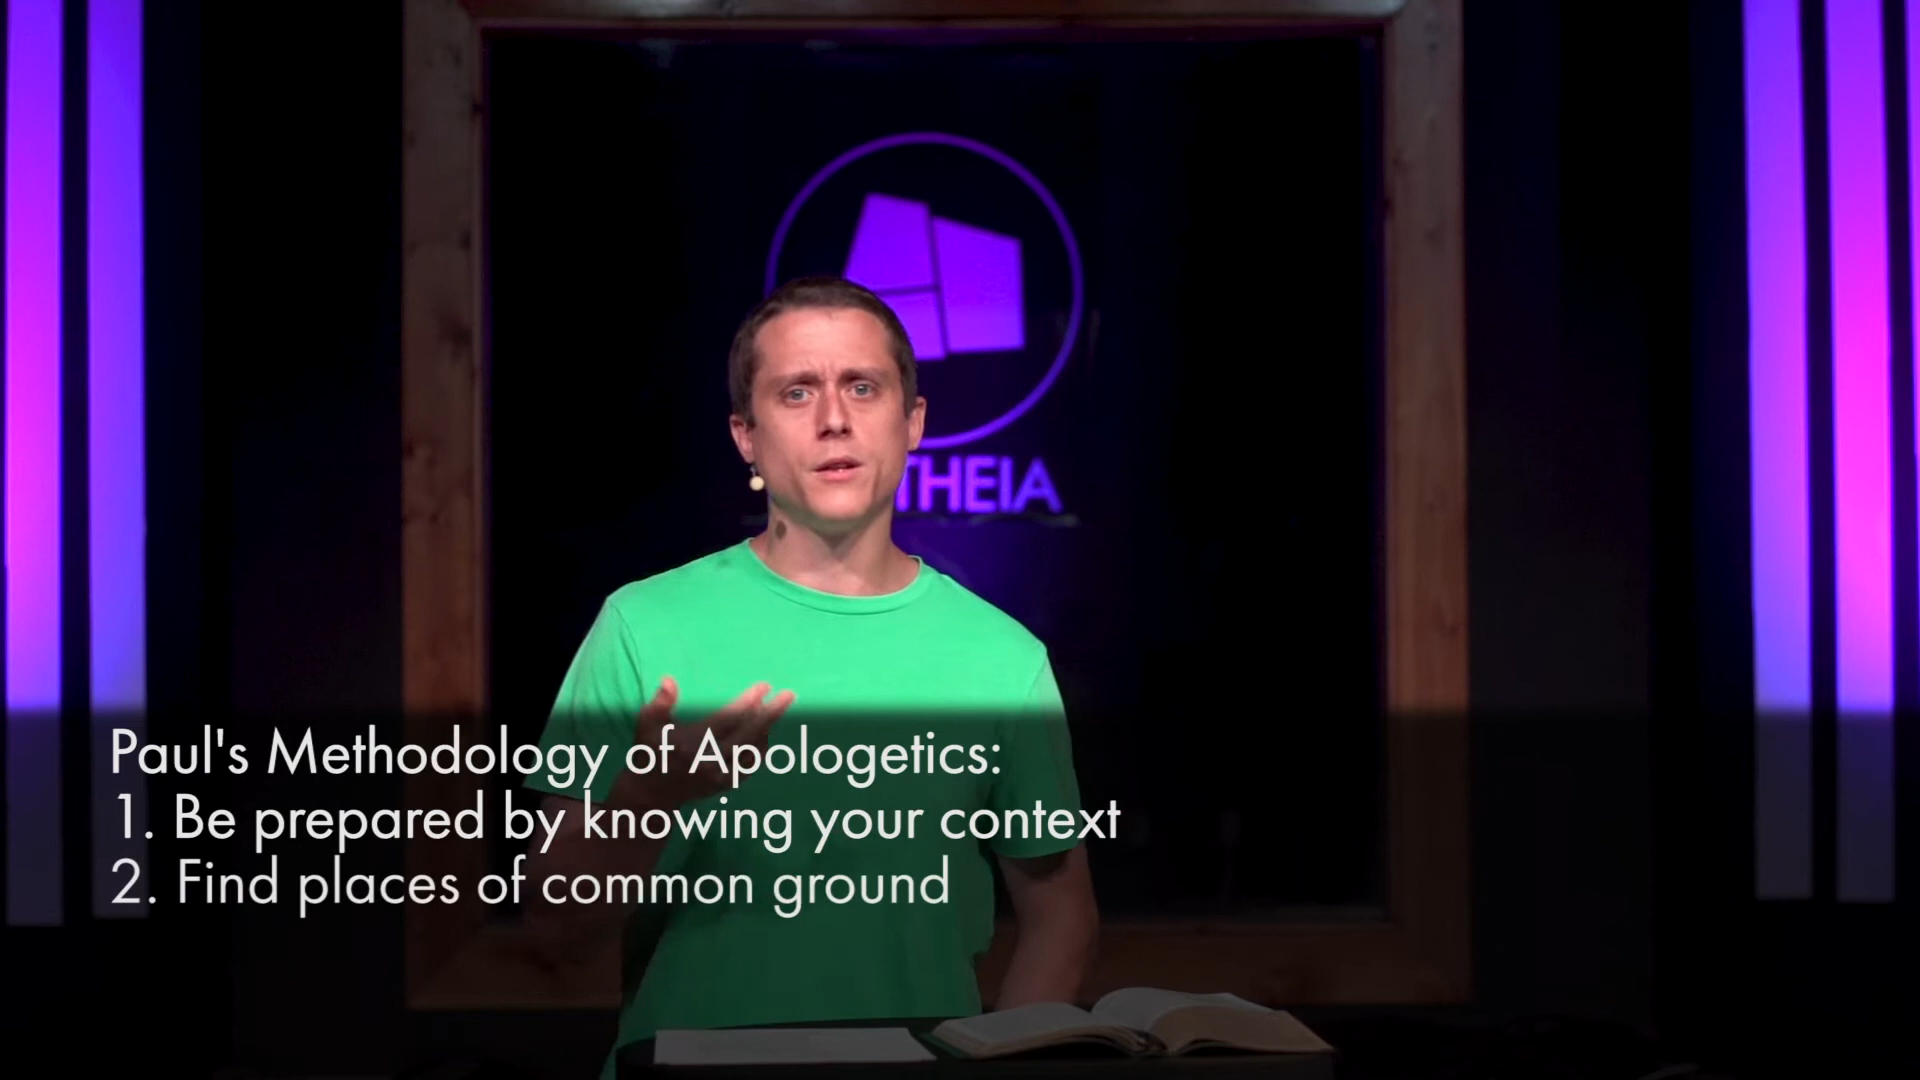 THEIA
Paul's Methodology of Apologetics:
1. Be prepared by knowing your context
2. Find places of common ground